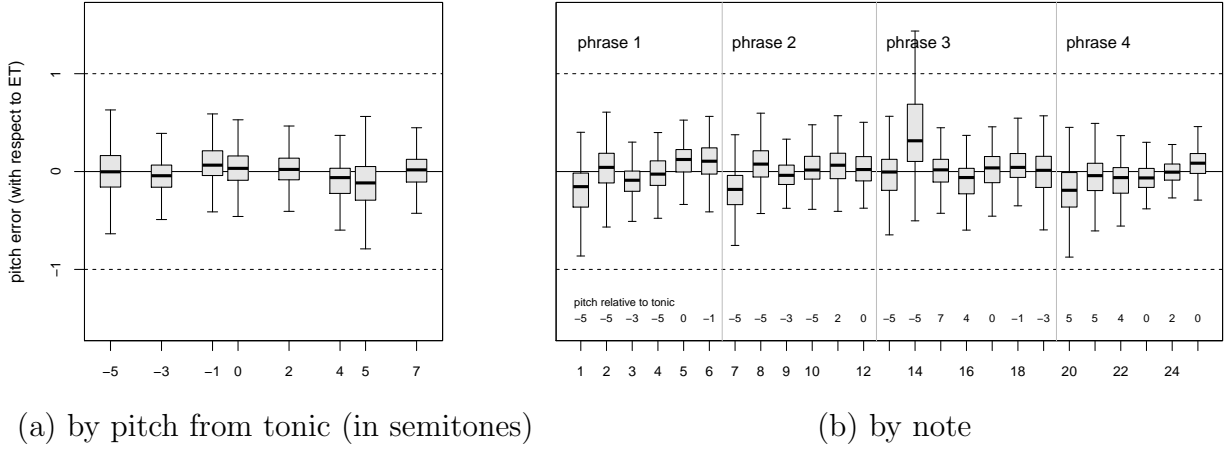 pitch error (with respect to ET)
1
0
−1
−5 −3 −1 0 2 4 5 7
(a) by pitch from tonic (in semitones)
phrase 1 phrase 2 phrase 3 phrase 4
pitch relative to tonic
−5 −5 −3 −5 0 −1 −5 −5 −3 −5 2 0 −5 −5 7 4 0 −1 −3 5 5 4 0 2 0
1 2 3 4 5 6 7 8 9 10 12 14 16 18 20 22 24
(b) by note